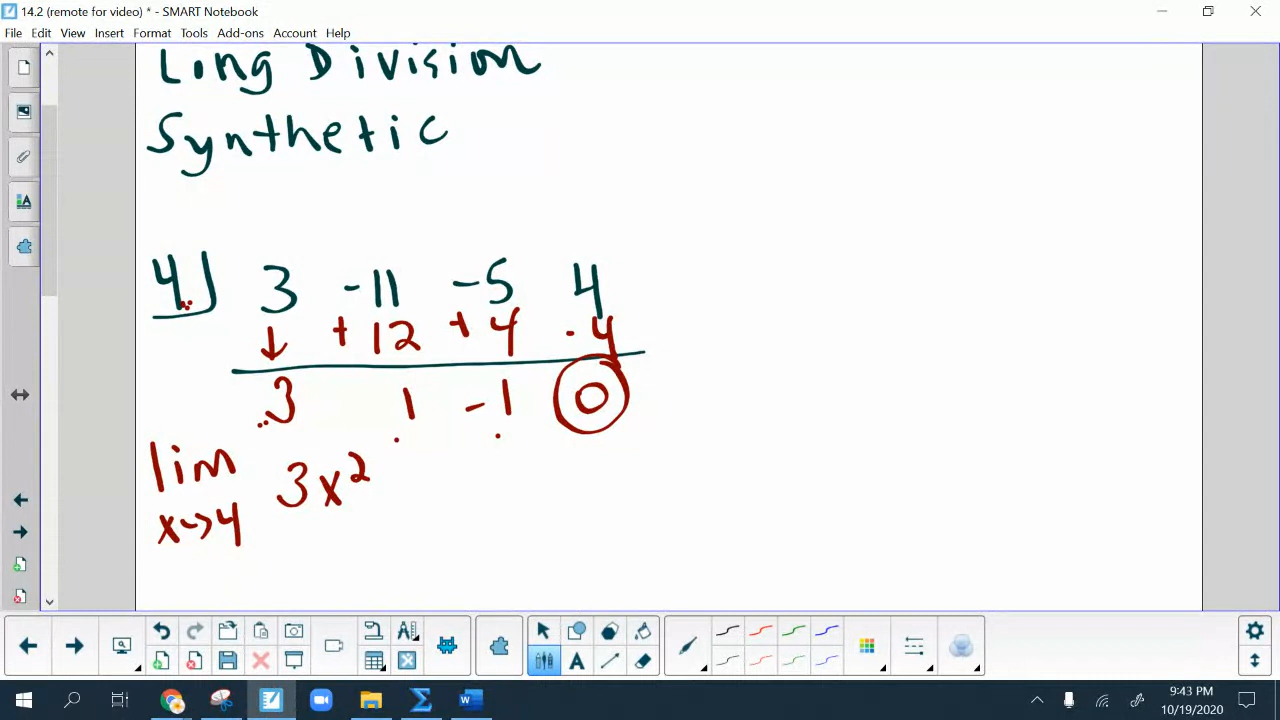 14.2 (remote for video) * - SMART Notebook
File Edit View Insert Format Tools Add-ons Account Help
Long Division
Synthetic
4 3 -11 -5 4
↓ + 12 + 4 - 4
3 1 -1 0
lim 3x²
x→4
9:43 PM
10/19/2020